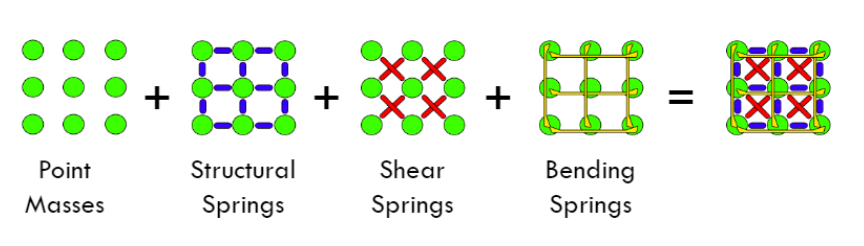 + + + =
Point Structural Shear Bending
Masses Springs Springs Springs